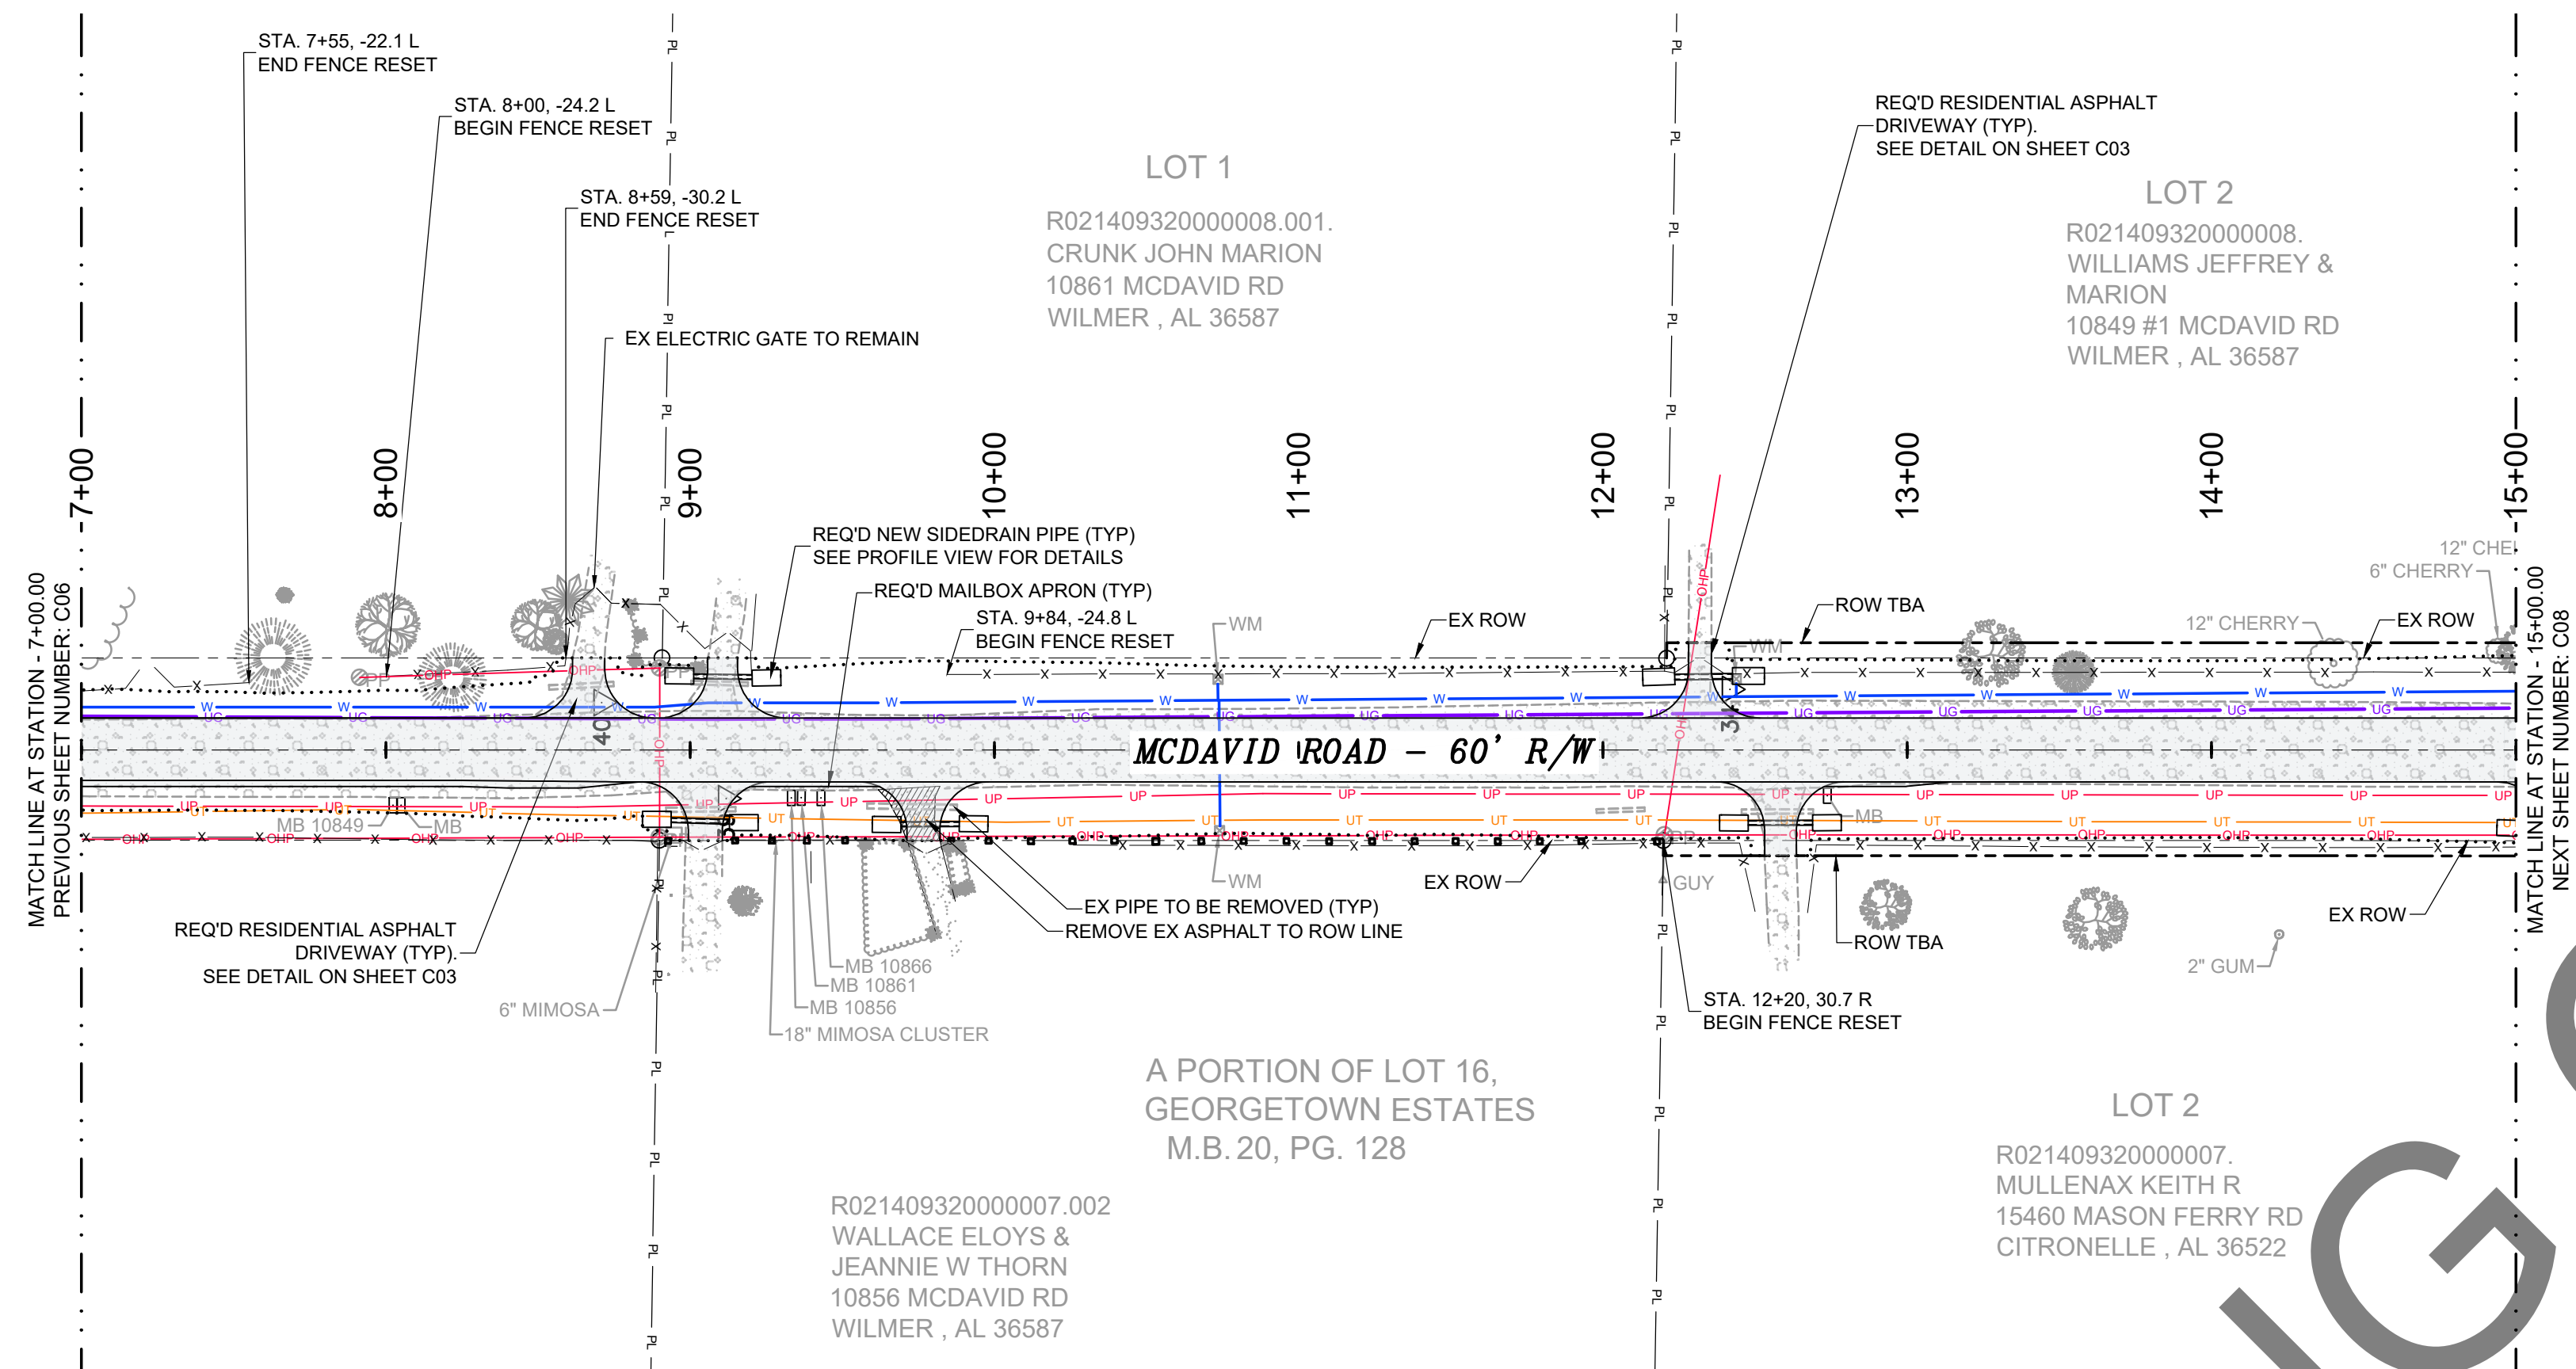 STA. 7+55, -22.1 L
END FENCE RESET
STA. 8+00, -24.2 L
BEGIN FENCE RESET
STA. 8+59, -30.2 L
END FENCE RESET
EX ELECTRIC GATE TO REMAIN
LOT 1
R021409320000008.001.
CRUNK JOHN MARION
10861 MCDAVID RD
WILMER , AL 36587
REQ'D RESIDENTIAL ASPHALT
DRIVEWAY (TYP).
SEE DETAIL ON SHEET C03
LOT 2
R021409320000008.
WILLIAMS JEFFREY &
MARION
10849 #1 MCDAVID RD
WILMER , AL 36587
7+00
8+00
9+00
10+00
11+00
12+00
13+00
14+00
15+00
MATCH LINE AT STATION - 7+00.00
PREVIOUS SHEET NUMBER: C06
REQ'D NEW SIDEDRAIN PIPE (TYP)
SEE PROFILE VIEW FOR DETAILS
REQ'D MAILBOX APRON (TYP)
STA. 9+84, -24.8 L
BEGIN FENCE RESET
WM
EX ROW
ROW TBA
WM
12" CHE
6" CHERRY
12" CHERRY
EX ROW
MCDAVID ROAD - 60' R/W
MB 10849
MB
MB
WM
EX ROW
GUY
EX PIPE TO BE REMOVED (TYP)
REMOVE EX ASPHALT TO ROW LINE
REQ'D RESIDENTIAL ASPHALT
DRIVEWAY (TYP).
SEE DETAIL ON SHEET C03
6" MIMOSA
MB 10866
MB 10861
MB 10856
18" MIMOSA CLUSTER
ROW TBA
STA. 12+20, 30.7 R
BEGIN FENCE RESET
2" GUM
EX ROW
MATCH LINE AT STATION - 15+00.00
NEXT SHEET NUMBER: C08
A PORTION OF LOT 16,
GEORGETOWN ESTATES
M.B. 20, PG. 128
R021409320000007.002
WALLACE ELOYS &
JEANNIE W THORN
10856 MCDAVID RD
WILMER , AL 36587
LOT 2
R021409320000007.
MULLENAX KEITH R
15460 MASON FERRY RD
CITRONELLE , AL 36522